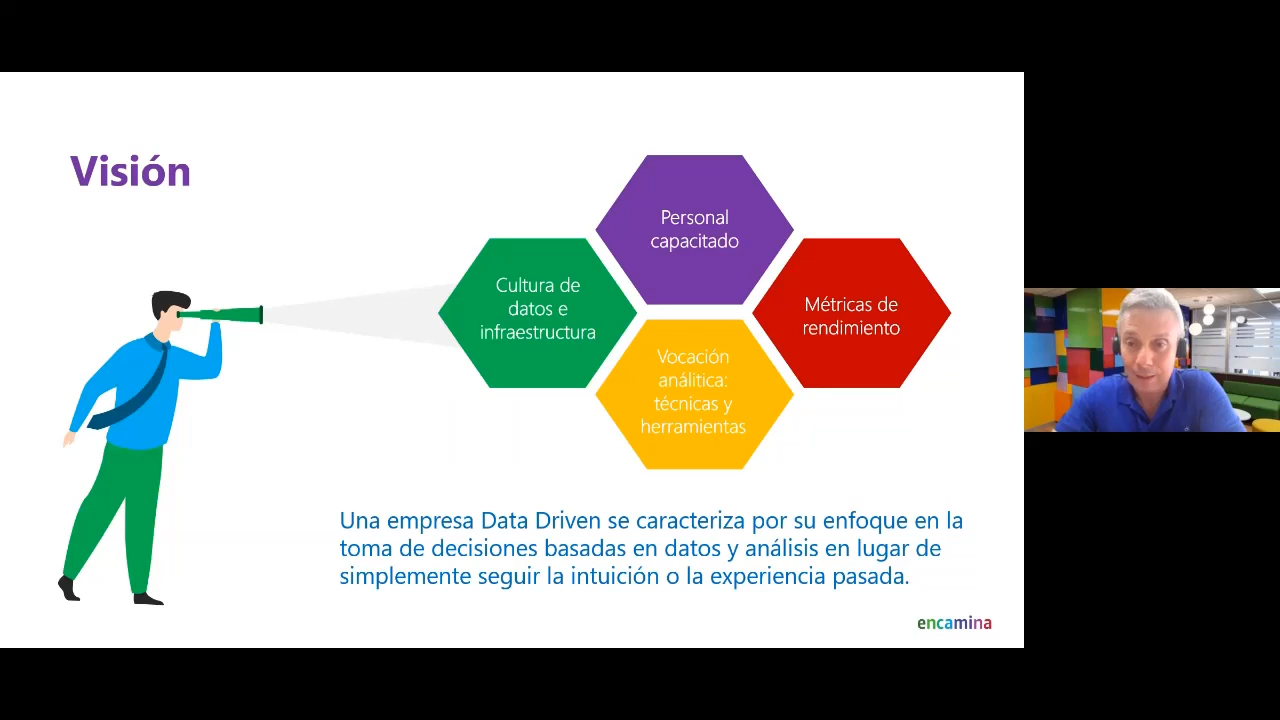 Visión
Personal
capacitado
Cultura de
datos e
infraestructura
Métricas de
rendimiento
Vocación
análitica:
técnicas y
herramientas
Una empresa Data Driven se caracteriza por su enfoque en la
toma de decisiones basadas en datos y análisis en lugar de
simplemente seguir la intuición o la experiencia pasada.
encamina